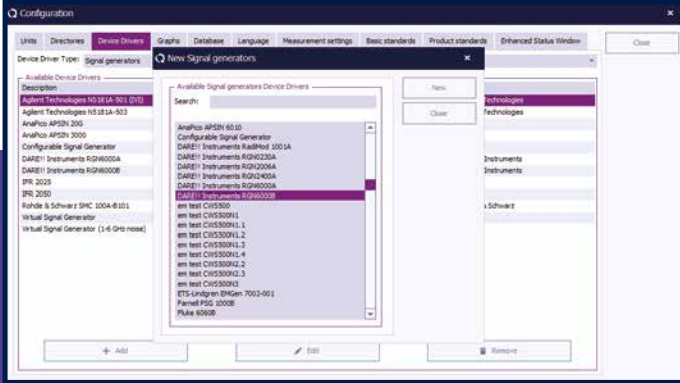 Configuration
Units Directories Device Drivers Graphs Database Language Measurement settings Basic standards Product standards Enhanced Status Window
Close
Device Driver Type: Signal generators
Available Device Drivers
Description
Agilent Technologies N5181A-501 (IVI)
Technologies
Agilent Technologies N5181A-503
Technologies
AnaPico APSIN 20G
AnaPico APSIN 3000
Configurable Signal Generator
DARE!! Instruments RGN6000A
Instruments
DARE!! Instruments RGN6000B
Instruments
IFR 2025
IFR 2050
Rohde & Schwarz SMC 100A-B101
Schwarz
Virtual Signal Generator
Virtual Signal Generator (1-6 GHz noise)
Add
Edit
Remove
New Signal generators
Available Signal generators Device Drivers
Search:
New
Close
AnaPico APSIN 6010
Configurable Signal Generator
DARE!! Instruments RadiMod 1001A
DARE!! Instruments RGN0230A
DARE!! Instruments RGN2006A
DARE!! Instruments RGN2400A
DARE!! Instruments RGN6000A
DARE!! Instruments RGN6000B
em test CWS500
em test CWS500N1
em test CWS500N1.1
em test CWS500N1.2
em test CWS500N1.3
em test CWS500N1.4
em test CWS500N2.2
em test CWS500N2.3
em test CWS500N3
ETS-Lindgren EMGen 7003-001
Farnell PSG 1000B
Fluke 6060B